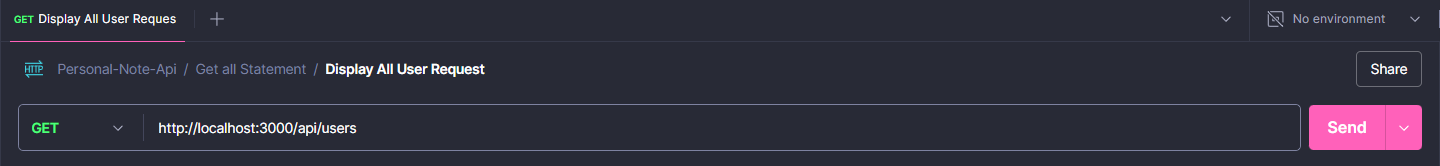 GET Display All User Reques
No environment
HTTP Personal-Note-Api / Get all Statement / Display All User Request
Share
GET http://localhost:3000/api/users
Send